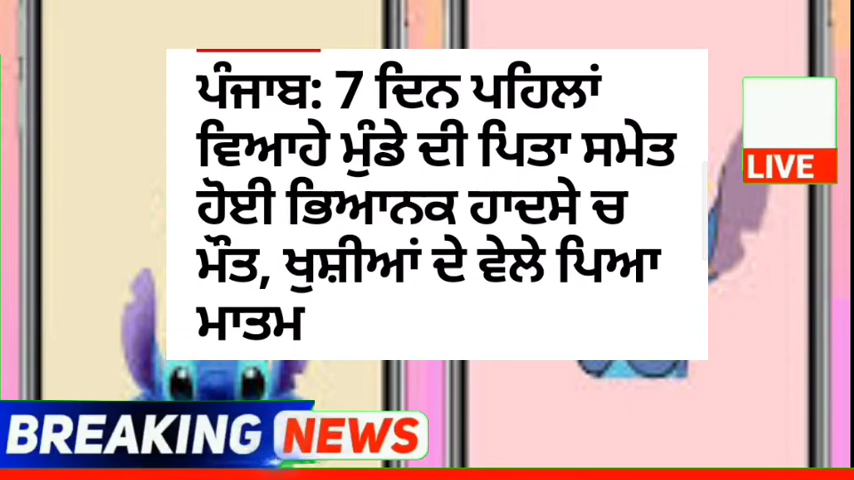 ਪੰਜਾਬ: 7 ਦਿਨ ਪਹਿਲਾਂ
ਵਿਆਹੇ ਮੁੰਡੇ ਦੀ ਪਿਤਾ ਸਮੇਤ
ਹੋਈ ਭਿਆਨਕ ਹਾਦਸੇ ਚ
ਮੌਤ, ਖੁਸ਼ੀਆਂ ਦੇ ਵੇਲੇ ਪਿਆ
ਮਾਤਮ
LIVE
BREAKING NEWS